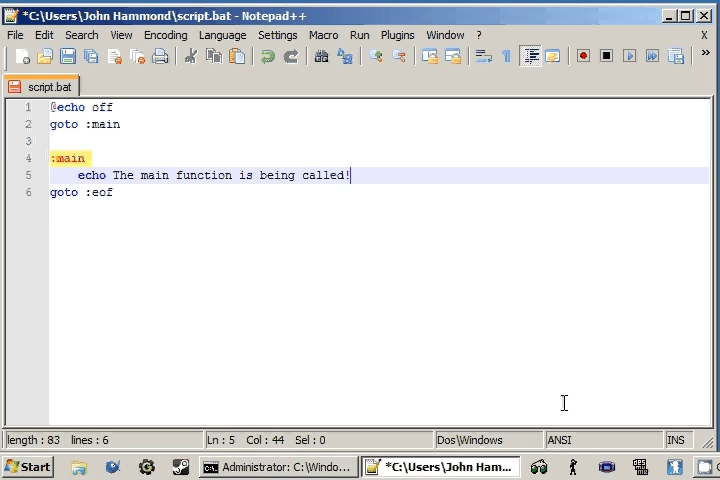 *C:\Users\John Hammond\script.bat - Notepad++
File Edit Search View Encoding Language Settings Macro Run Plugins Window ? X
script.bat
1 @echo off
2 goto :main
3
4 :main
5 echo The main function is being called!
6 goto :eof
length : 83 lines : 6 Ln : 5 Col : 44 Sel : 0 Dos\Windows ANSI INS
Start Administrator: C:\Windo... *C:\Users\John Hamm...